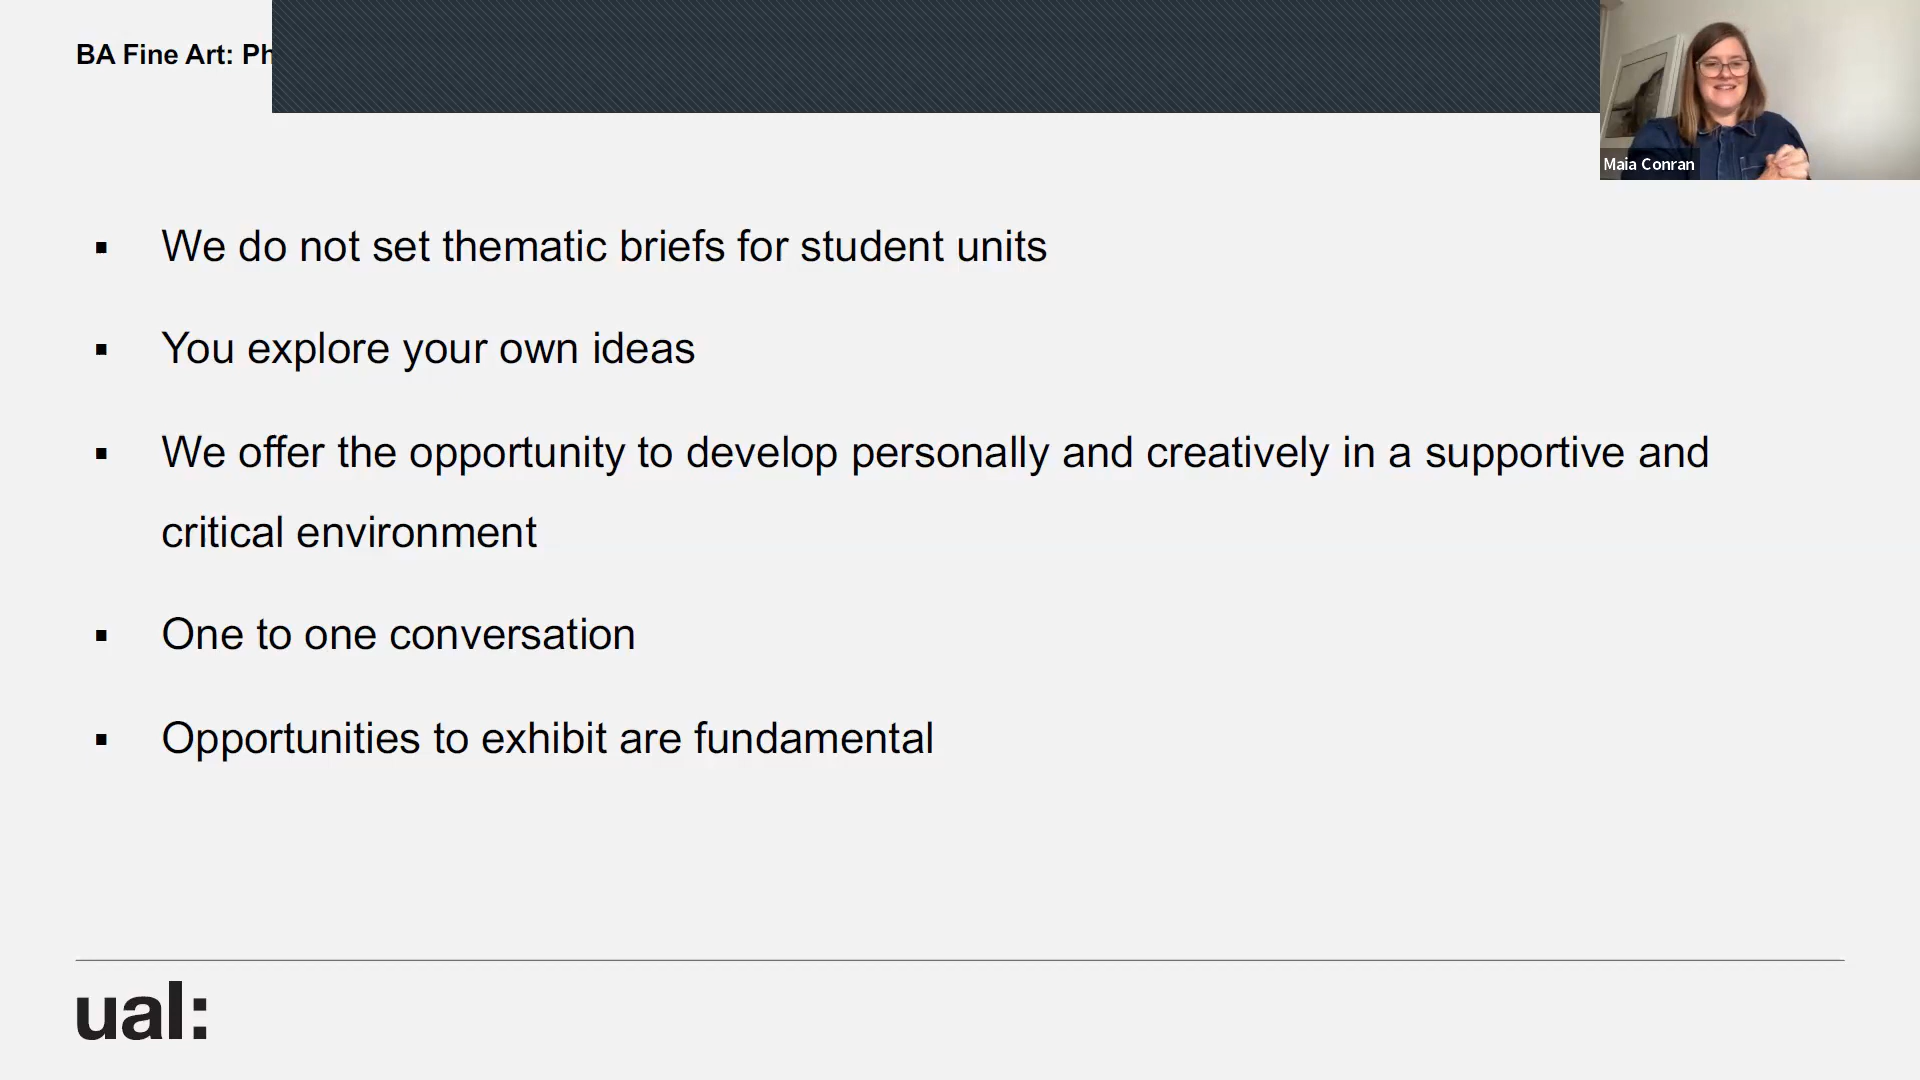 BA Fine Art: Ph
Maia Conran
▪ We do not set thematic briefs for student units
▪ You explore your own ideas
▪ We offer the opportunity to develop personally and creatively in a supportive and
critical environment
▪ One to one conversation
▪ Opportunities to exhibit are fundamental
ual: